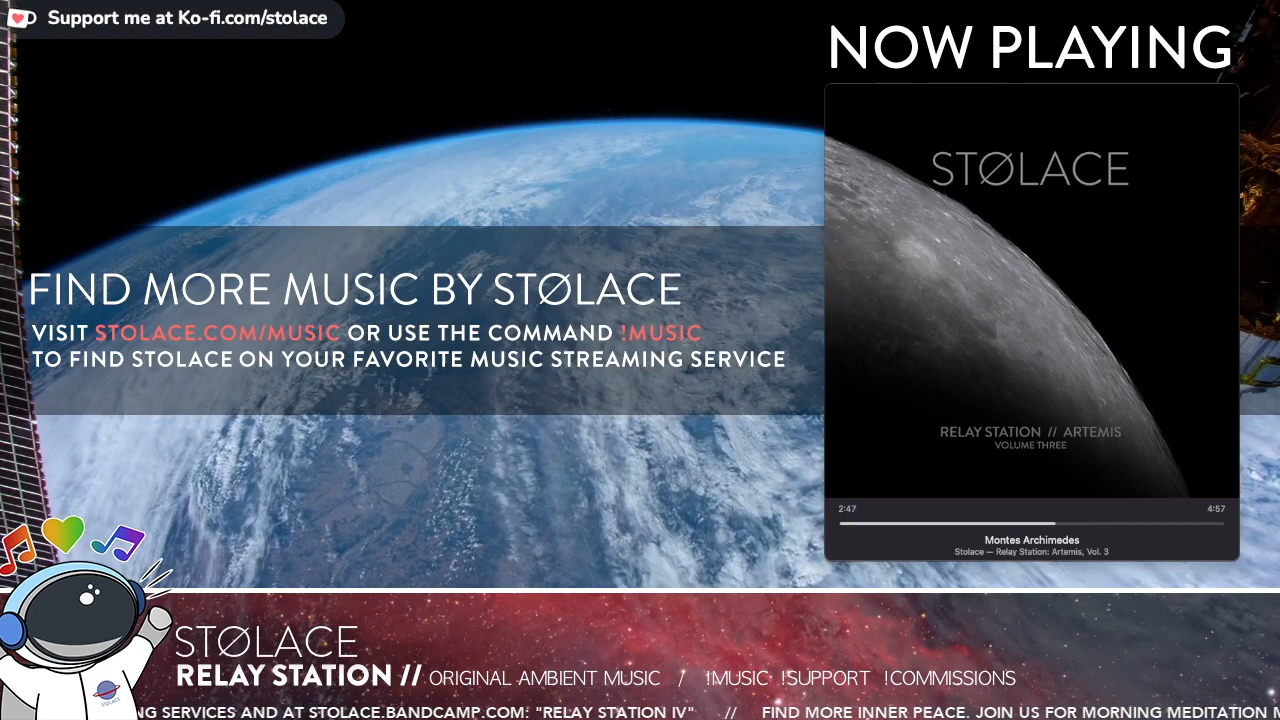 Support me at Ko-fi.com/stolace
NOW PLAYING
STØLACE
RELAY STATION // ARTEMIS
VOLUME THREE
2:47 4:57
Montes Archimedes
Stolace — Relay Station: Artemis, Vol. 3
FIND MORE MUSIC BY STØLACE
VISIT STOLACE.COM/MUSIC OR USE THE COMMAND !MUSIC
TO FIND STOLACE ON YOUR FAVORITE MUSIC STREAMING SERVICE
STØLACE
STØLACE
RELAY STATION // ORIGINAL AMBIENT MUSIC / !MUSIC !SUPPORT !COMMISSIONS
NG SERVICES AND AT STOLACE.BANDCAMP.COM: "RELAY STATION IV" // FIND MORE INNER PEACE. JOIN US FOR MORNING MEDITATION M